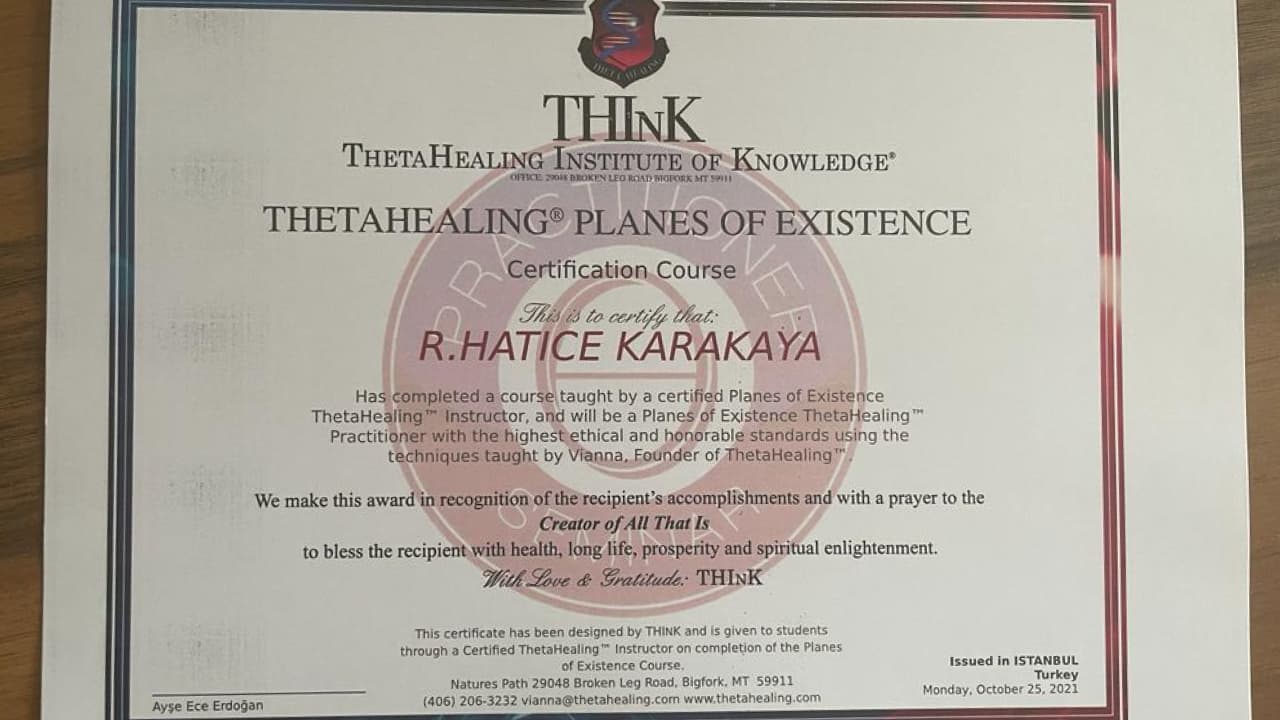 THETAHEALING
THInK
ThetaHealing Institute of Knowledge®
OFFICE: 29048 BROKEN LEG ROAD BIGFORK MT 59911
THETAHEALING® PLANES OF EXISTENCE
PRACTITIONER
Certification Course
This is to certify that:
R.HATICE KARAKAYA
Has completed a course taught by a certified Planes of Existence
ThetaHealing™ Instructor, and will be a Planes of Existence ThetaHealing™
Practitioner with the highest ethical and honorable standards using the
techniques taught by Vianna, Founder of ThetaHealing™.
We make this award in recognition of the recipient's accomplishments and with a prayer to the
Creator of All That Is
SEMINAR
to bless the recipient with health, long life, prosperity and spiritual enlightenment.
With Love & Gratitude: THInK
This certificate has been designed by THINK and is given to students
through a Certified ThetaHealing™ Instructor on completion of the Planes
of Existence Course.
Natures Path 29048 Broken Leg Road, Bigfork, MT 59911
(406) 206-3232 vianna@thetahealing.com www.thetahealing.com
Issued in ISTANBUL
Turkey
Monday, October 25, 2021
Ayşe Ece Erdoğan